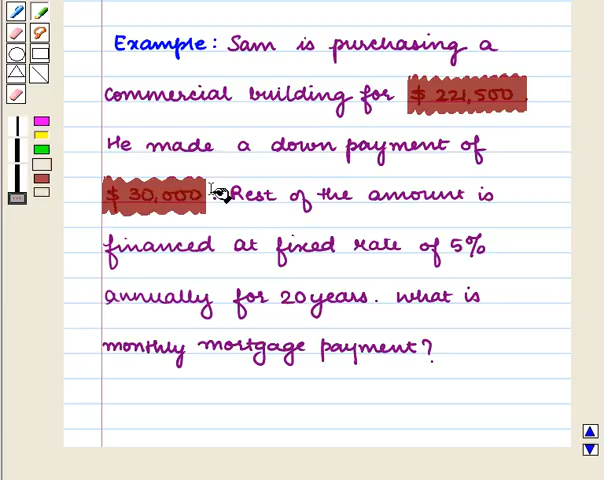 Example: Sam is purchasing a
commercial building for $ 221,500.
He made a down payment of
$ 30,000. Rest of the amount is
financed at fixed rate of 5%
annually for 20 years. What is
monthly mortgage payment?